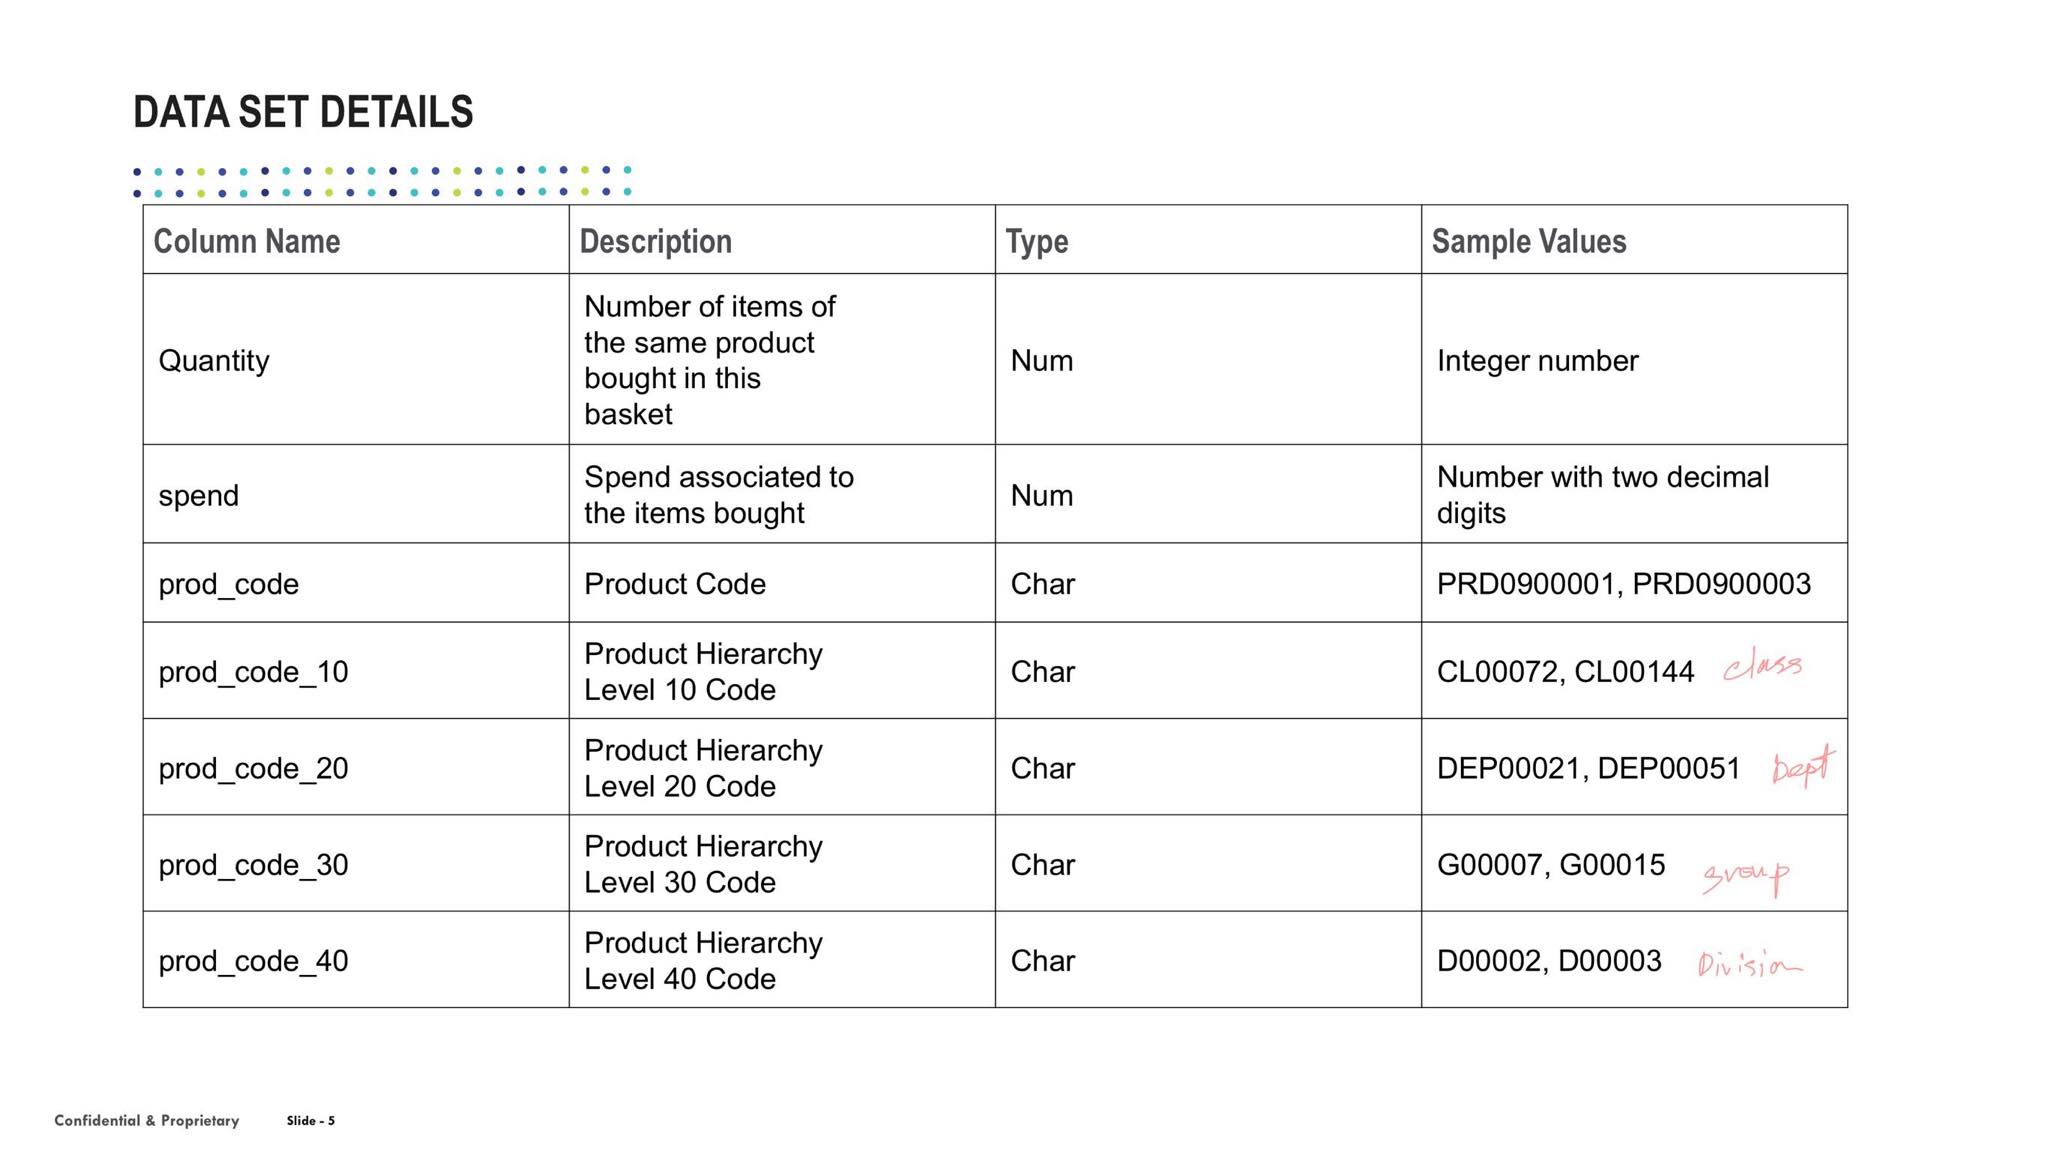 DATA SET DETAILS
Column Name Description Type Sample Values
Number of items of
the same product
bought in this
basket
Quantity Num Integer number
spend Spend associated to
the items bought Num Number with two decimal
digits
prod_code Product Code Char PRD0900001, PRD0900003
prod_code_10 Product Hierarchy
Level 10 Code Char CL00072, CL00144 class
prod_code_20 Product Hierarchy
Level 20 Code Char DEP00021, DEP00051 Dept
prod_code_30 Product Hierarchy
Level 30 Code Char G00007, G00015 group
prod_code_40 Product Hierarchy
Level 40 Code Char D00002, D00003 Division
Confidential & Proprietary Slide - 5